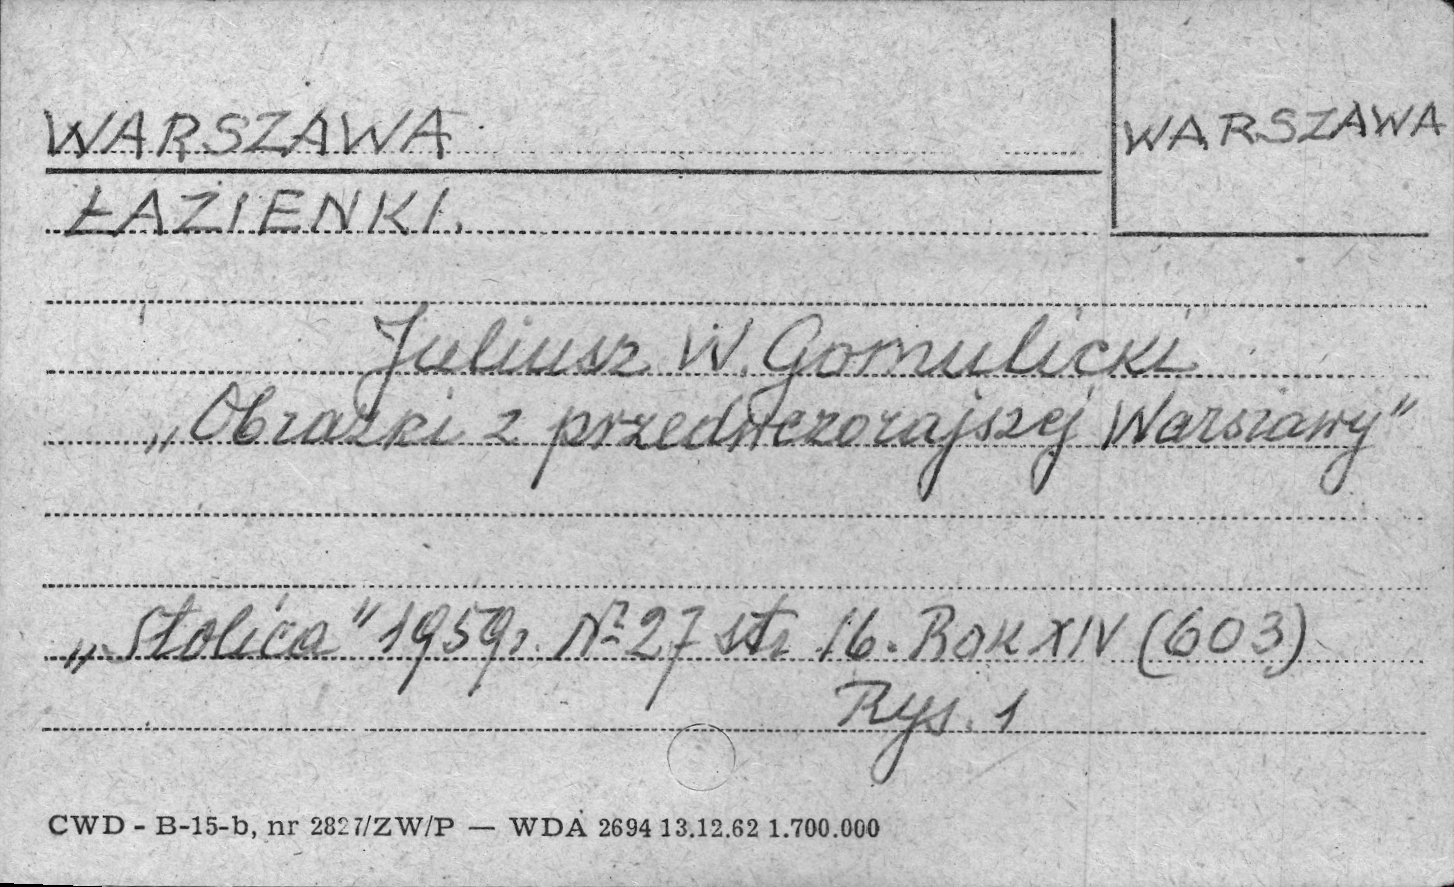 WARSZAWA
WARSZAWA
ŁAZIENKI.
Juliusz W. Gomulicki
„Obrazki z przedwczorajszej Warszawy"
„Stolica" 1959r. Nr 27 str 16. Rok XIV (603)
Rys. 1
CWD - B-15-b, nr 2827/ZW/P — WDA 2694 13.12.62 1.700.000